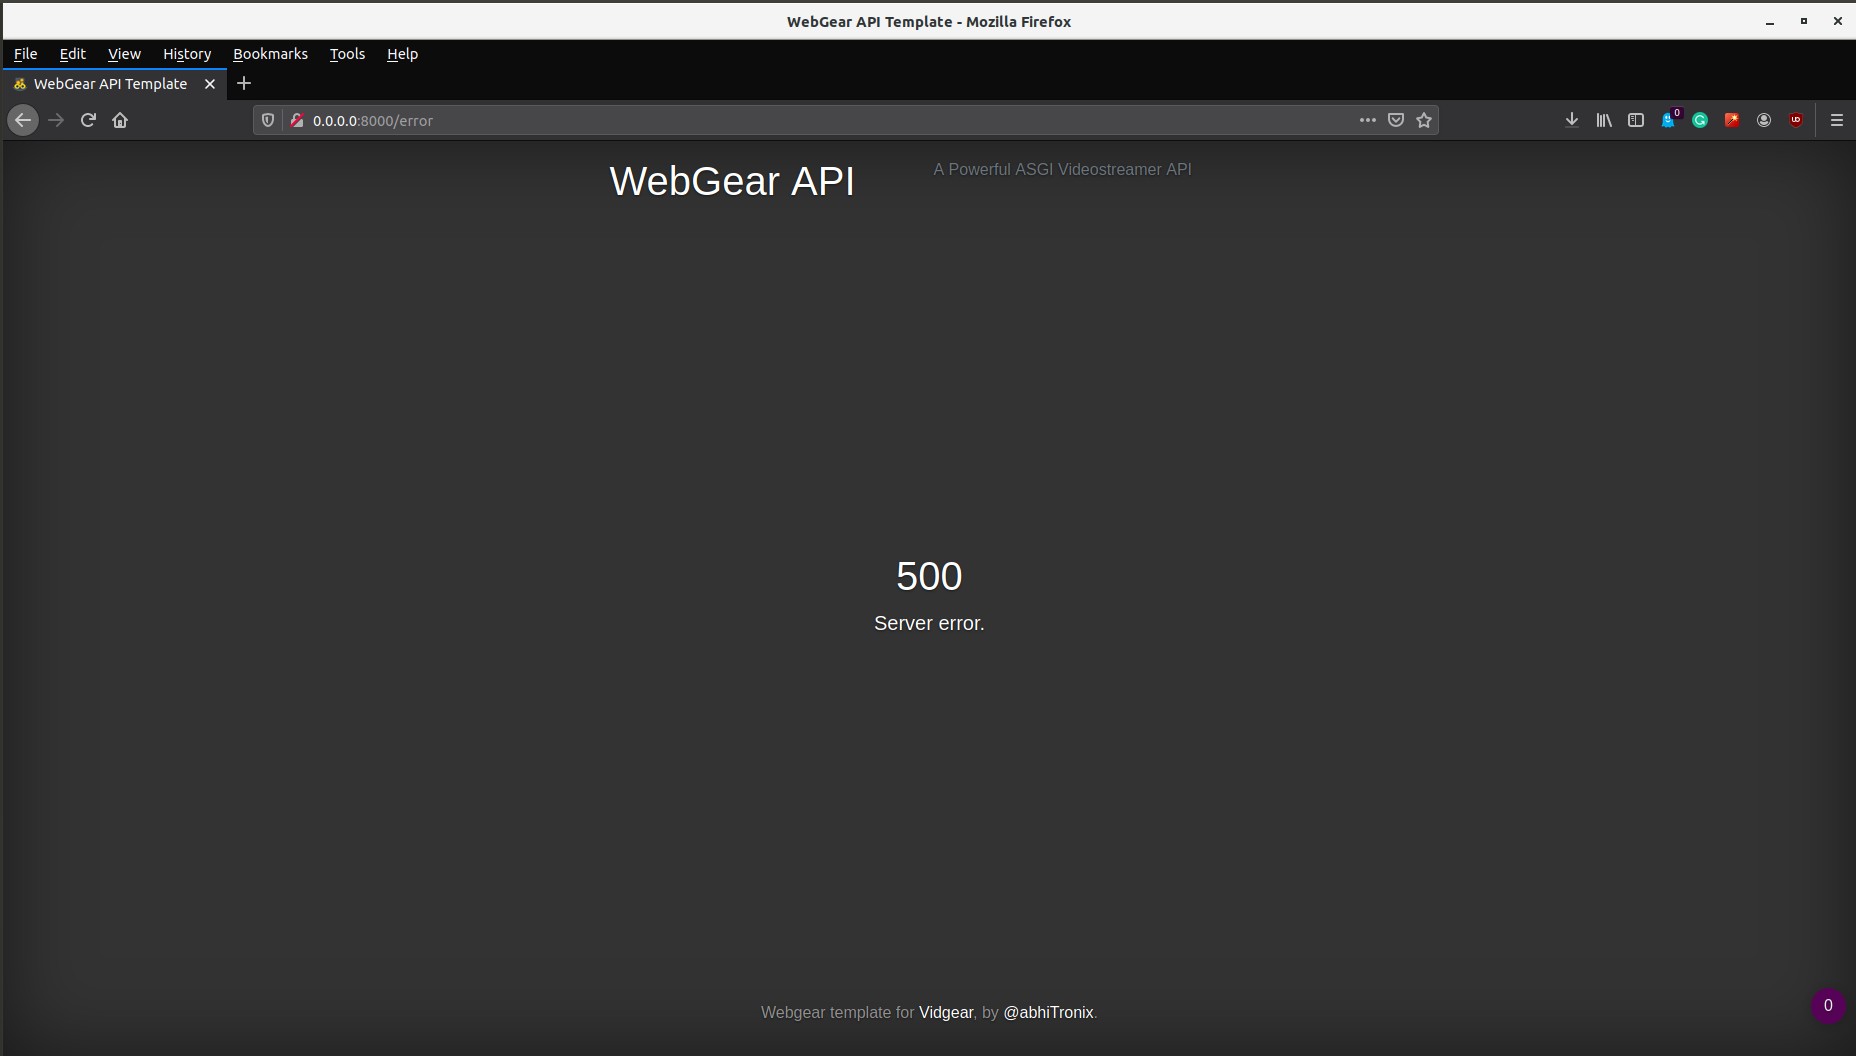 WebGear API Template - Mozilla Firefox
File Edit View History Bookmarks Tools Help
WebGear API Template
0.0.0.0:8000/error
0
WebGear API
A Powerful ASGI Videostreamer API
500
Server error.
Webgear template for Vidgear, by @abhiTronix.
0